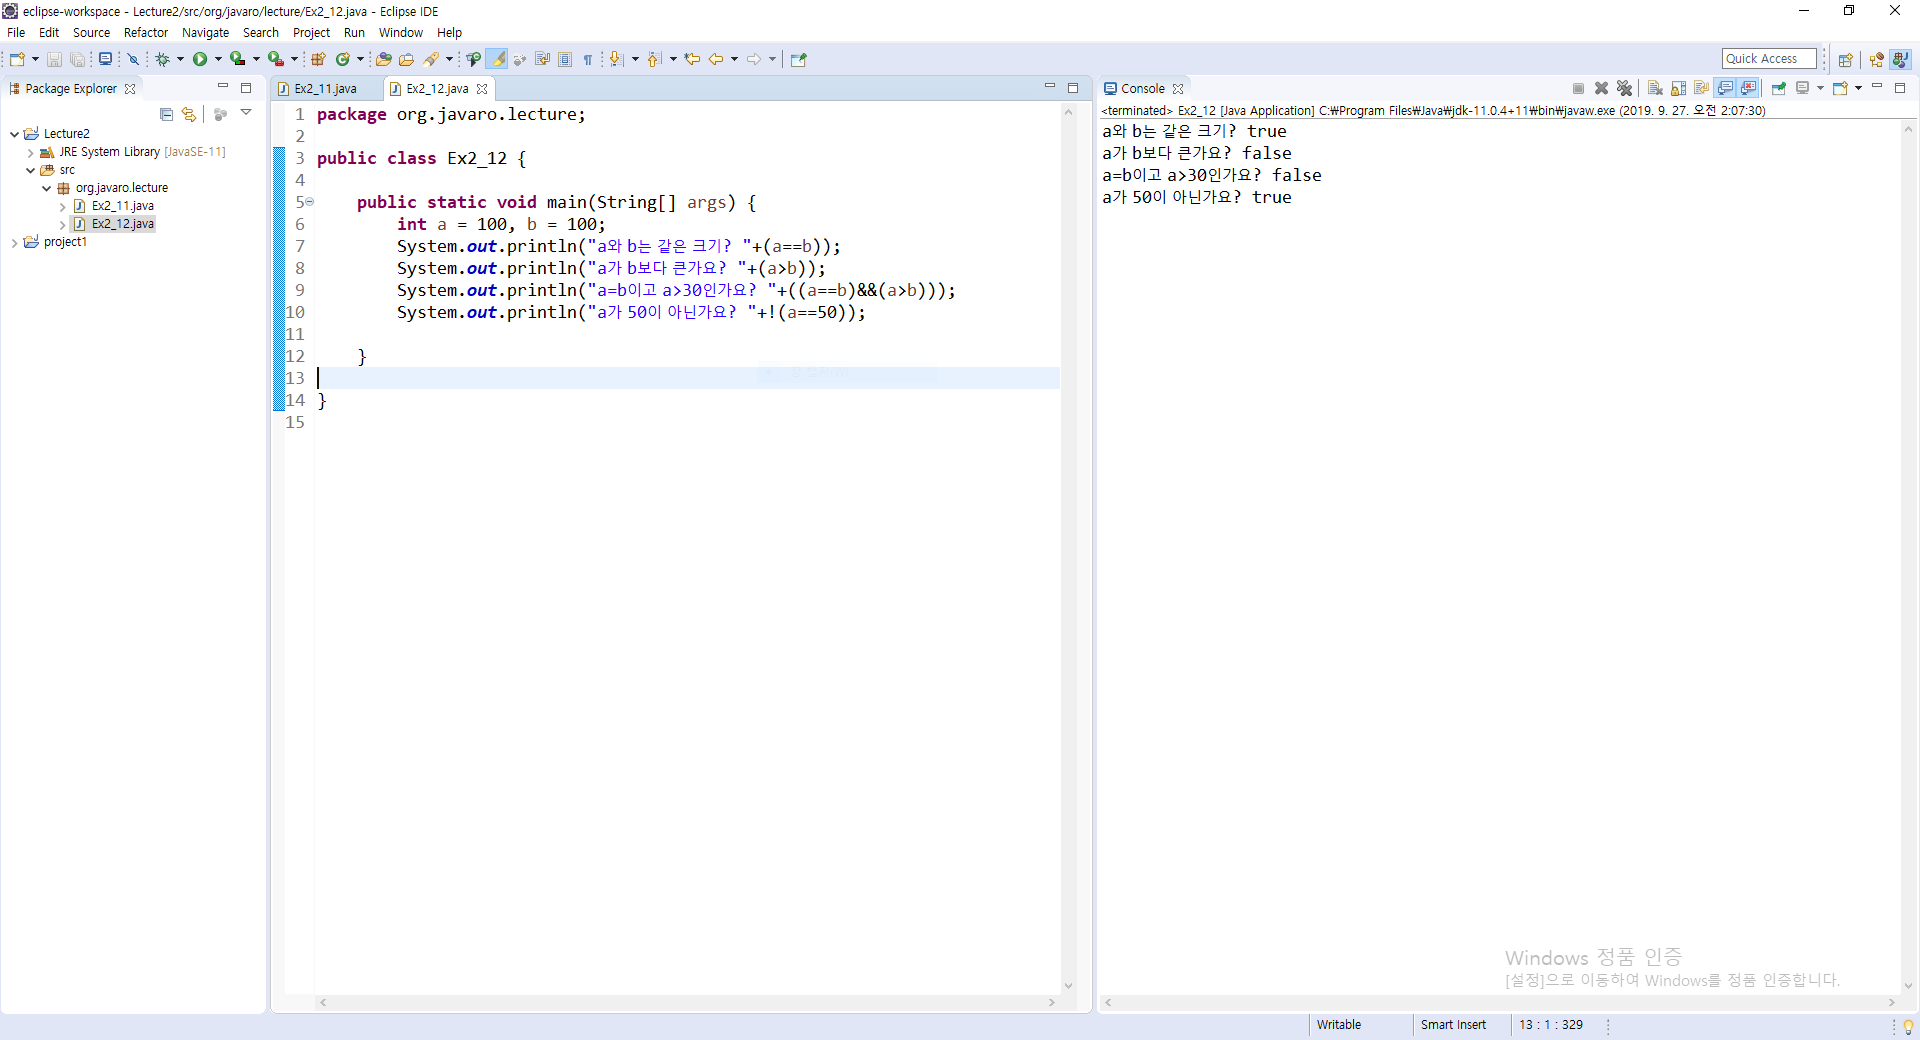 eclipse-workspace - Lecture2/src/org/javaro/lecture/Ex2_12.java - Eclipse IDE
File Edit Source Refactor Navigate Search Project Run Window Help
Quick Access
Package Explorer
Lecture2
JRE System Library [JavaSE-11]
src
org.javaro.lecture
Ex2_11.java
Ex2_12.java
project1
Ex2_11.java
Ex2_12.java
1 package org.javaro.lecture;
2
3 public class Ex2_12 {
4
5 public static void main(String[] args) {
6 int a = 100, b = 100;
7 System.out.println("a와 b는 같은 크기? "+(a==b));
8 System.out.println("a가 b보다 큰가요? "+(a>b));
9 System.out.println("a=b이고 a>30인가요? "+((a==b)&&(a>b)));
10 System.out.println("a가 50이 아닌가요? "+!(a==50));
11
12 }
13
14 }
15
Console
<terminated> Ex2_12 [Java Application] C:₩Program Files₩Java₩jdk-11.0.4+11₩bin₩javaw.exe (2019. 9. 27. 오전 2:07:30)
a와 b는 같은 크기? true
a가 b보다 큰가요? false
a=b이고 a>30인가요? false
a가 50이 아닌가요? true
Windows 정품 인증
[설정]으로 이동하여 Windows를 정품 인증합니다.
Writable
Smart Insert
13 : 1 : 329